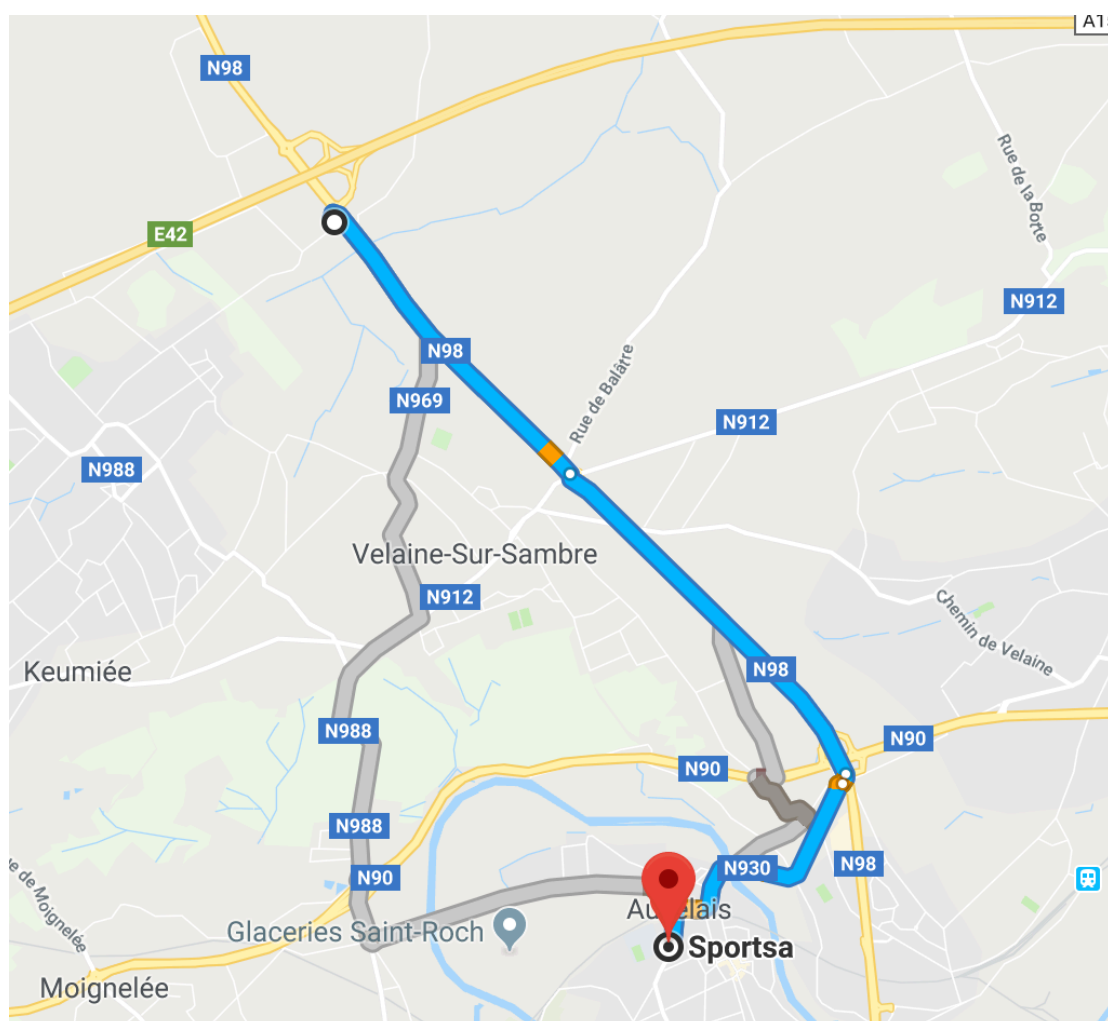 A15
N98
E42
Rue de la Borte
N912
N98
Rue de Balâtre
N969
N912
N988
Velaine-Sur-Sambre
N912
Chemin de Velaine
Keumiée
N98
N988
N90
N90
N988
N98
N930
N90
Glaceries Saint-Roch
Sportsa
Moignelée